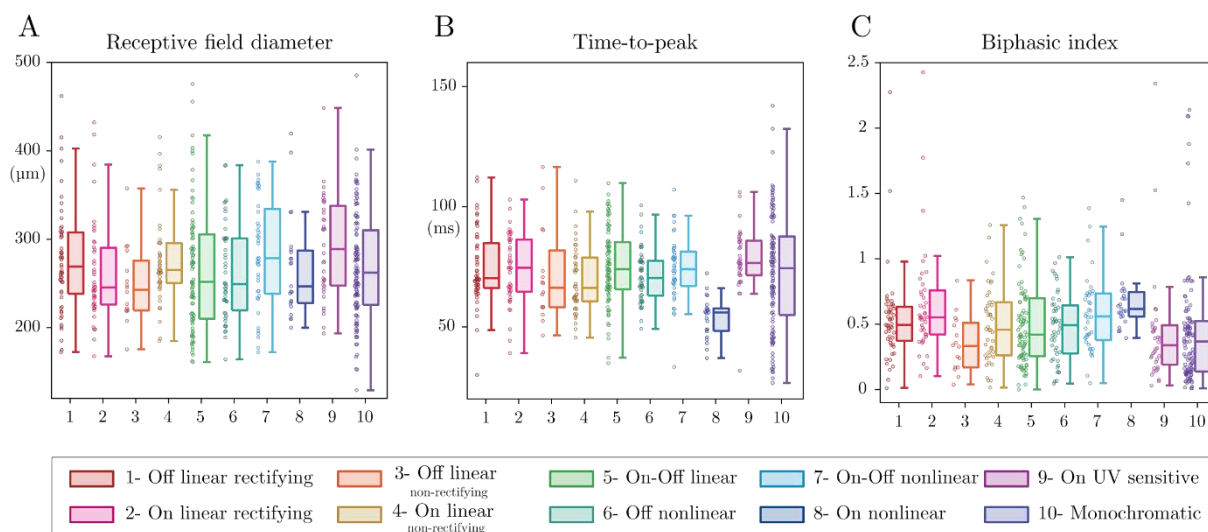 A
Receptive field diameter
500
400
(µm)
300
200
1 2 3 4 5 6 7 8 9 10
B
Time-to-peak
150
100
(ms)
50
1 2 3 4 5 6 7 8 9 10
C
Biphasic index
2.5
2
1.5
1
0.5
0
1 2 3 4 5 6 7 8 9 10
1- Off linear rectifying
2- On linear rectifying
3- Off linear
non-rectifying
4- On linear
non-rectifying
5- On-Off linear
6- Off nonlinear
7- On-Off nonlinear
8- On nonlinear
9- On UV sensitive
10- Monochromatic